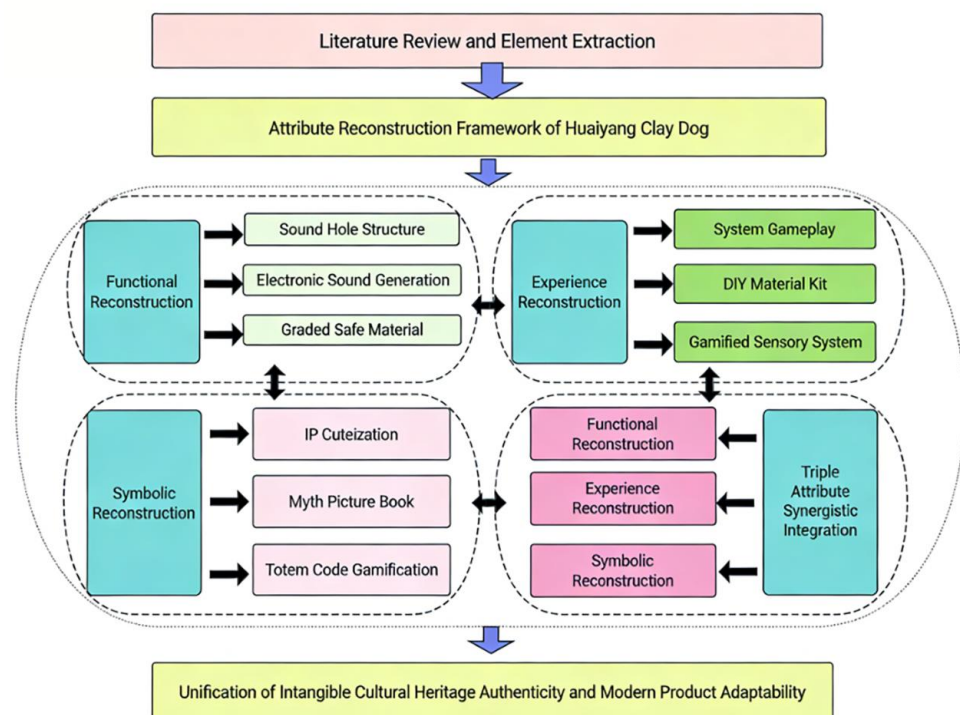 Literature Review and Element Extraction
Attribute Reconstruction Framework of Huaiyang Clay Dog
Functional
Reconstruction
Sound Hole Structure
Electronic Sound Generation
Graded Safe Material
Experience
Reconstruction
System Gameplay
DIY Material Kit
Gamified Sensory System
Symbolic
Reconstruction
IP Cuteization
Myth Picture Book
Totem Code Gamification
Functional
Reconstruction
Experience
Reconstruction
Symbolic
Reconstruction
Triple
Attribute
Synergistic
Integration
Unification of Intangible Cultural Heritage Authenticity and Modern Product Adaptability